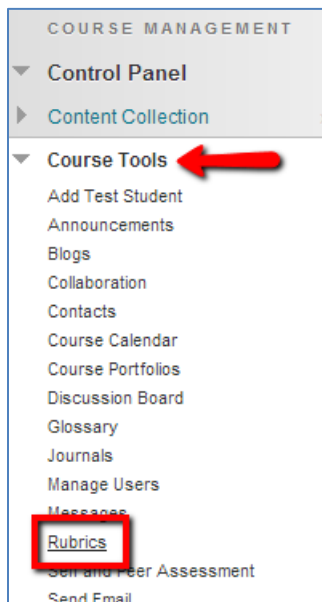 COURSE MANAGEMENT
Control Panel
Content Collection
Course Tools
Add Test Student
Announcements
Blogs
Collaboration
Contacts
Course Calendar
Course Portfolios
Discussion Board
Glossary
Journals
Manage Users
Messages
Rubrics
Self and Peer Assessment
Send Email